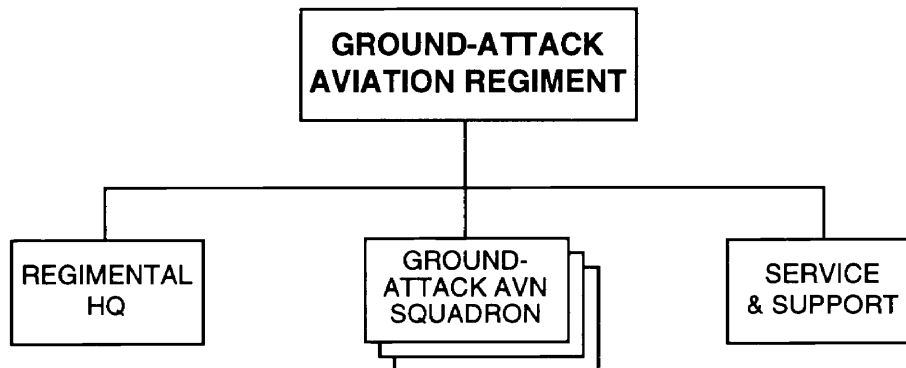 GROUND-ATTACK
AVIATION REGIMENT
REGIMENTAL
HQ
GROUND-
ATTACK AVN
SQUADRON
SERVICE
& SUPPORT